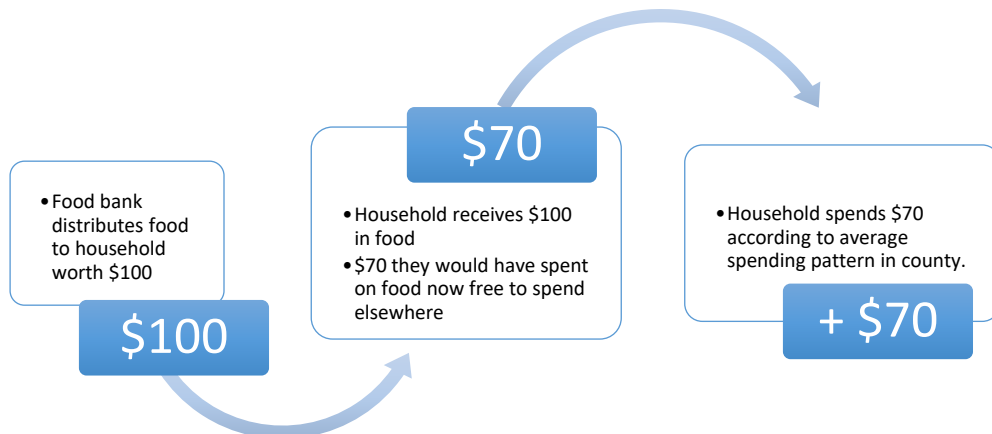 •Food bank
distributes food
to household
worth $100
$100
$70
•Household receives $100
in food
•$70 they would have spent
on food now free to spend
elsewhere
•Household spends $70
according to average
spending pattern in county.
+ $70